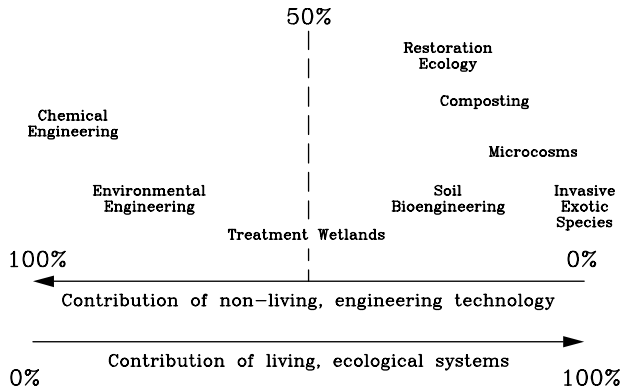 50%
Restoration
Ecology
Composting
Chemical
Engineering
Microcosms
Environmental
Engineering
Soil
Bioengineering
Invasive
Exotic
Species
Treatment Wetlands
100%
0%
Contribution of non-living, engineering technology
Contribution of living, ecological systems
0%
100%